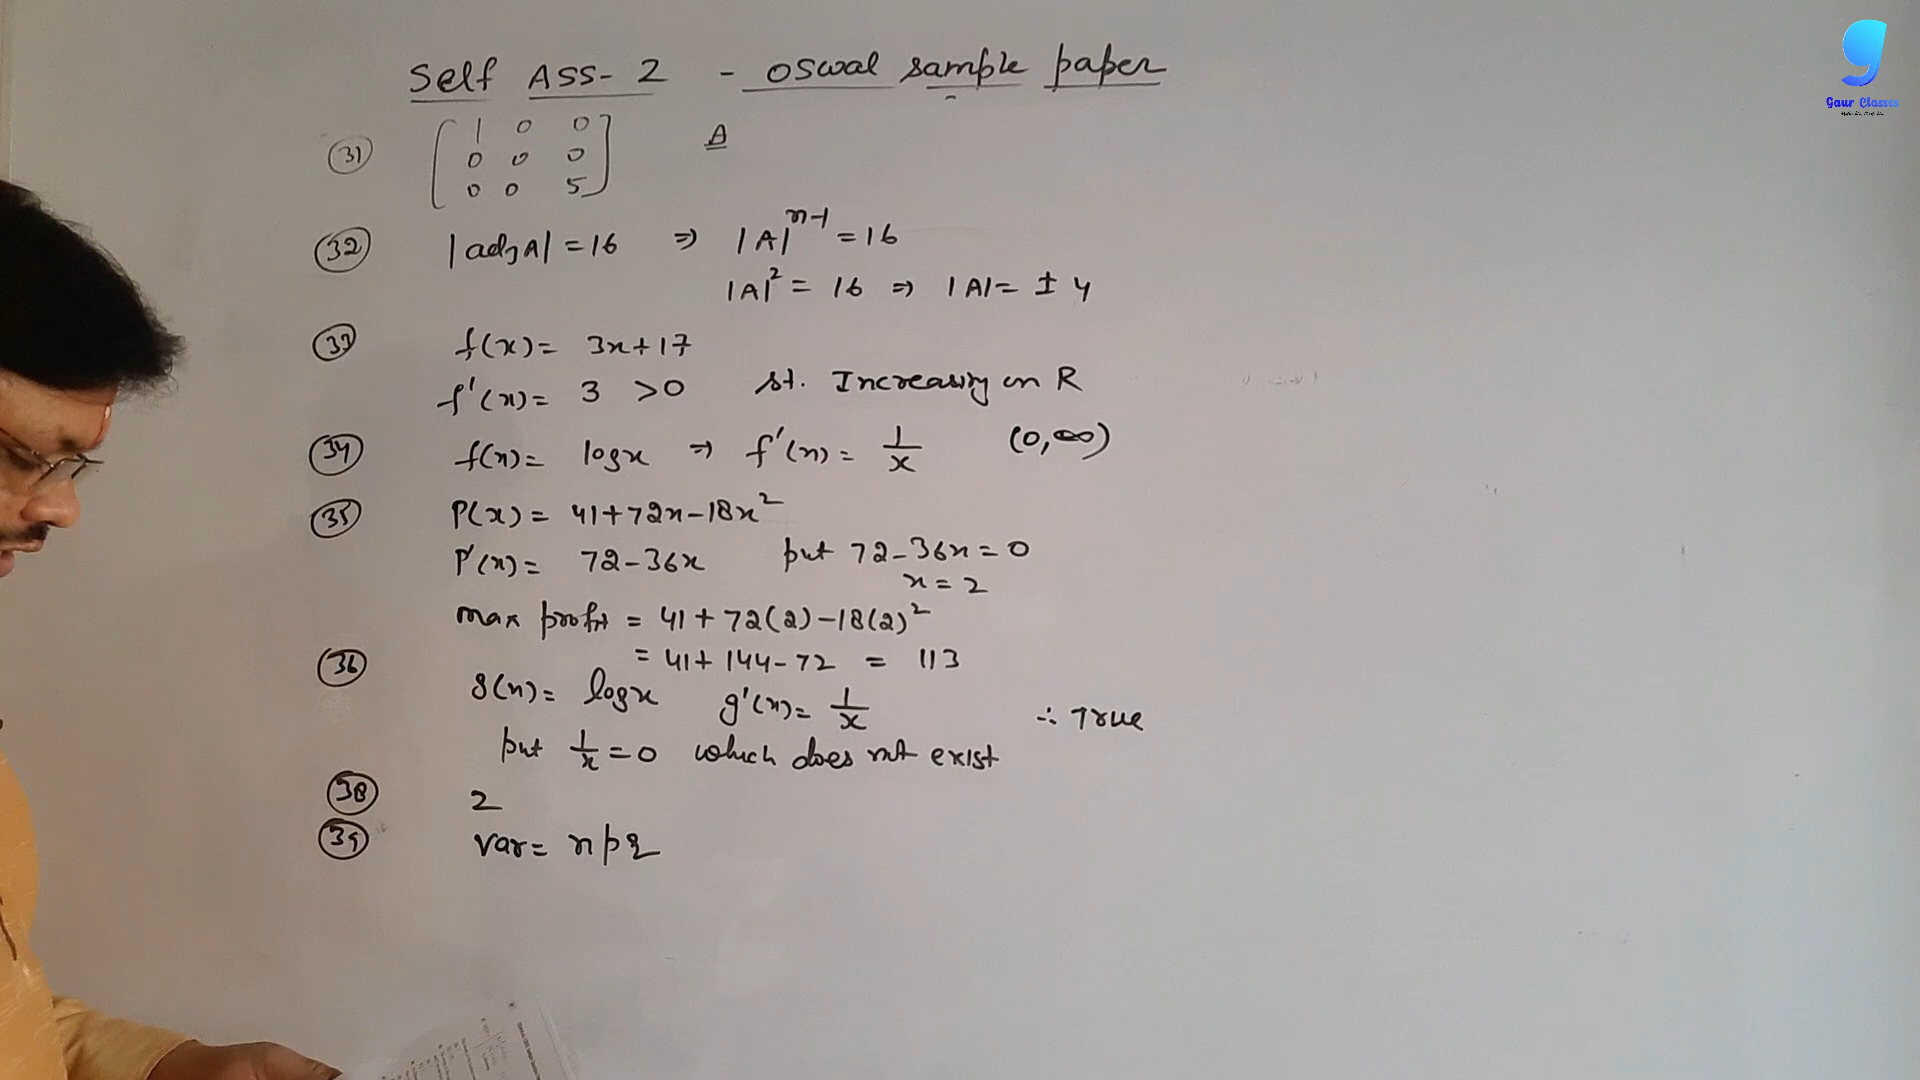 Self ASS- 2 - oswal sample paper
(31) [1 0 0
0 0 0
0 0 5] A
(32) |adjA| = 16 ⇒ |A|^{n-1} = 16
|A|^2 = 16 ⇒ |A| = ± 4
(33) f(x) = 3x+17
f'(x) = 3 >0 st. Increasing on R
(34) f(x) = logx ⇒ f'(x) = 1/x (0,∞)
(35) P(x) = 41+72x-18x^2
P'(x) = 72-36x put 72-36x = 0
x = 2
max profit = 41+72(2)-18(2)^2
= 41+144-72 = 113
(36) g(x) = logx g'(x) = 1/x ∴ True
put 1/x = 0 which does not exist
(38) 2
(39) var = npq
g
Gaur Classes